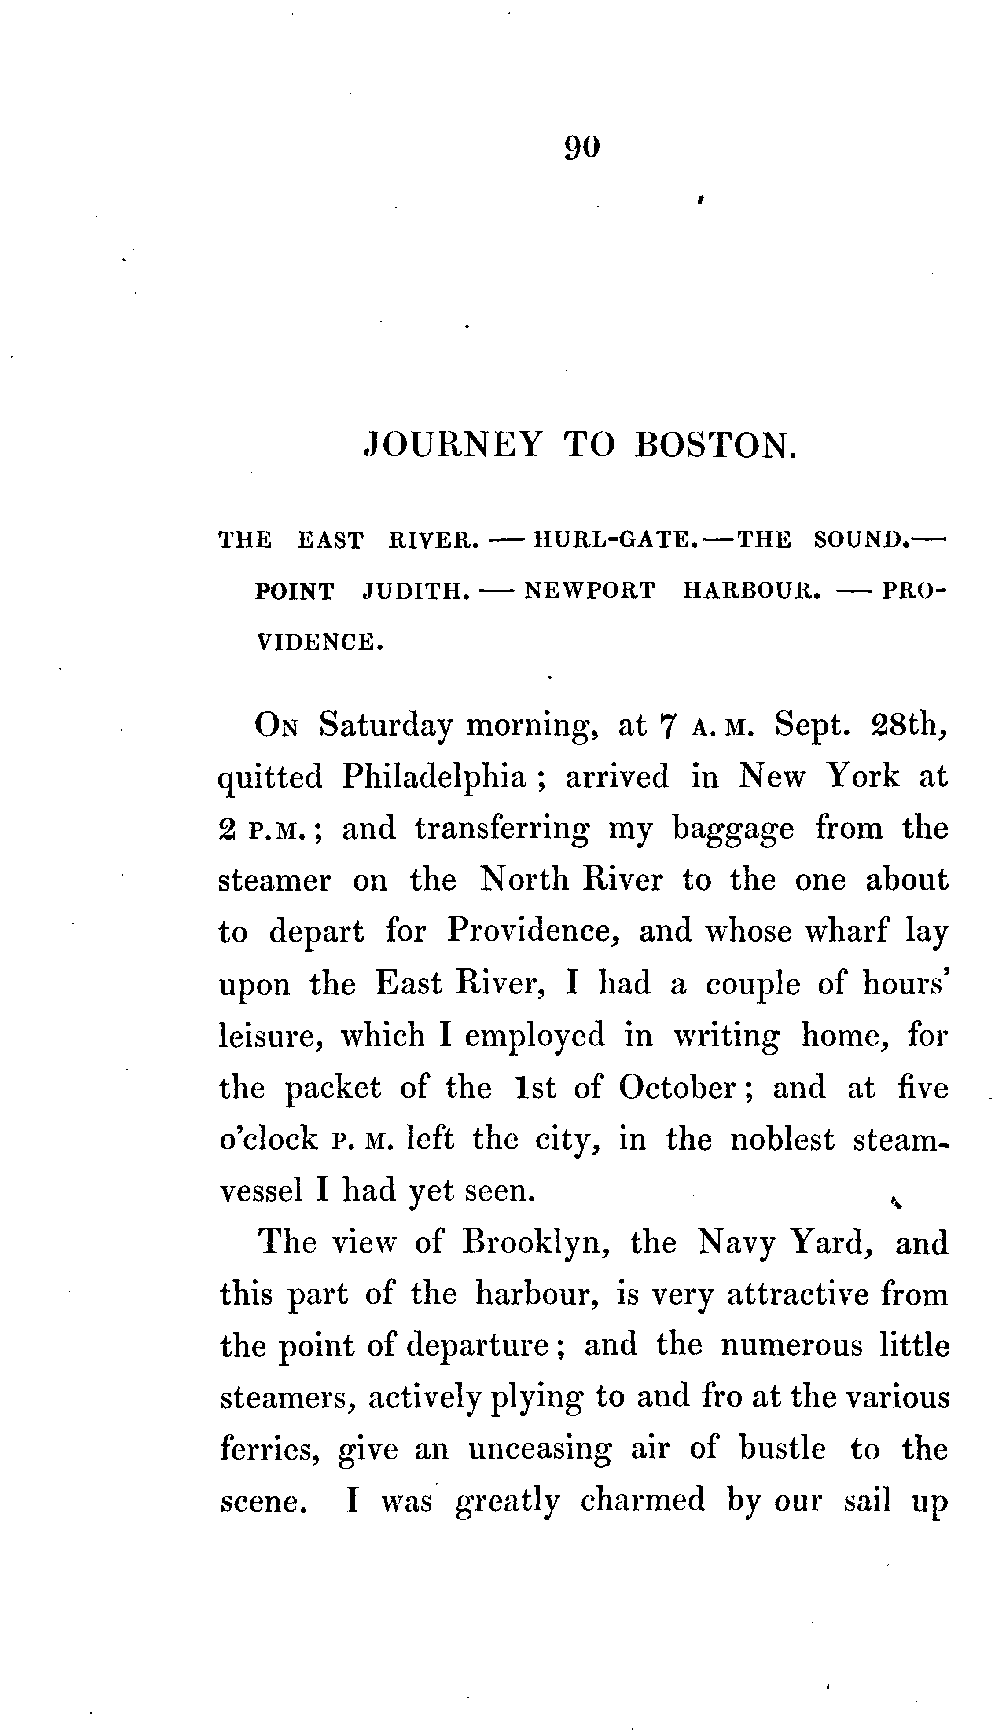 90
JOURNEY TO BOSTON.
THE EAST RIVER. — HURL-GATE.—THE SOUND.—
POINT JUDITH. — NEWPORT HARBOUR. — PRO-
VIDENCE.
ON Saturday morning, at 7 A. M. Sept. 28th,
quitted Philadelphia ; arrived in New York at
2 P.M. ; and transferring my baggage from the
steamer on the North River to the one about
to depart for Providence, and whose wharf lay
upon the East River, I had a couple of hours'
leisure, which I employed in writing home, for
the packet of the 1st of October ; and at five
o'clock P. M. left the city, in the noblest steam-
vessel I had yet seen.
The view of Brooklyn, the Navy Yard, and
this part of the harbour, is very attractive from
the point of departure ; and the numerous little
steamers, actively plying to and fro at the various
ferries, give an unceasing air of bustle to the
scene. I was greatly charmed by our sail up